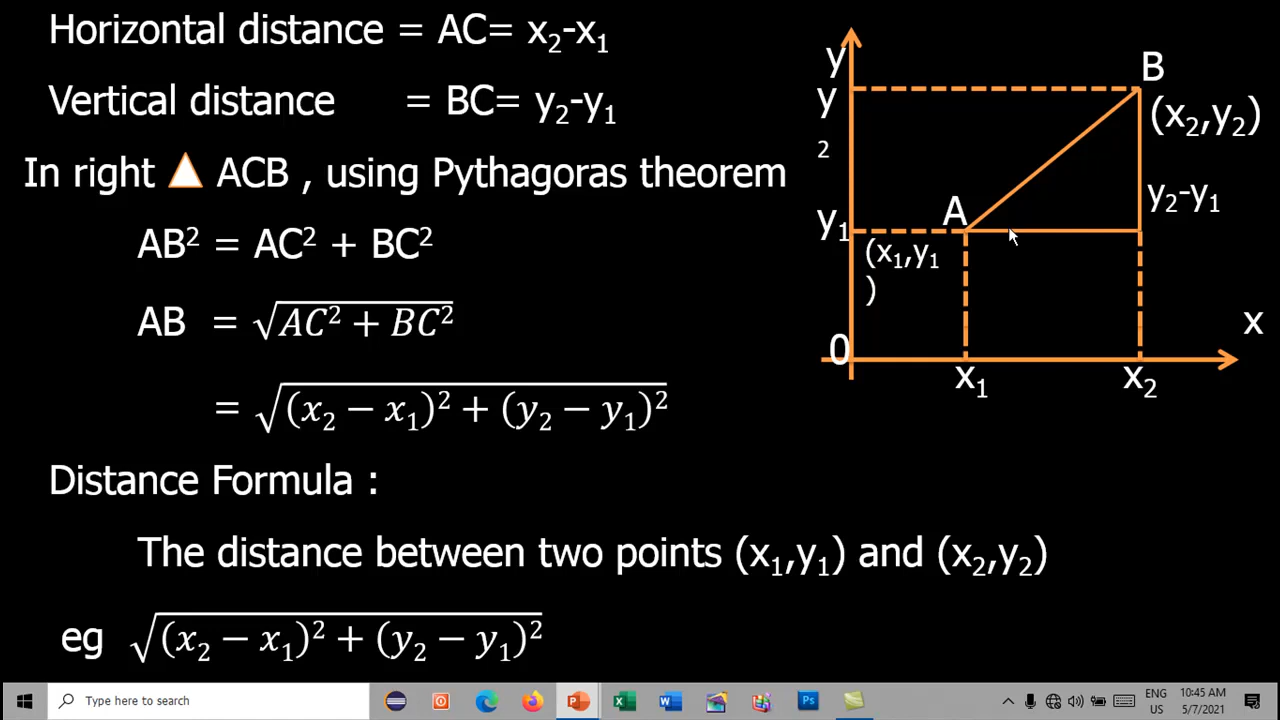 Horizontal distance = AC= x₂-x₁
Vertical distance = BC= y₂-y₁
In right ACB , using Pythagoras theorem
AB² = AC² + BC²
AB = √(AC² + BC²)
= √((x₂ − x₁)² + (y₂ − y₁)²)
Distance Formula :
The distance between two points (x₁,y₁) and (x₂,y₂)
eg √((x₂ − x₁)² + (y₂ − y₁)²)
y
B
y
2
(x₂,y₂)
y₂-y₁
A
y₁
(x₁,y₁
)
x
0
x₁ x₂
Type here to search
Ps
ENG
US
10:45 AM
5/7/2021